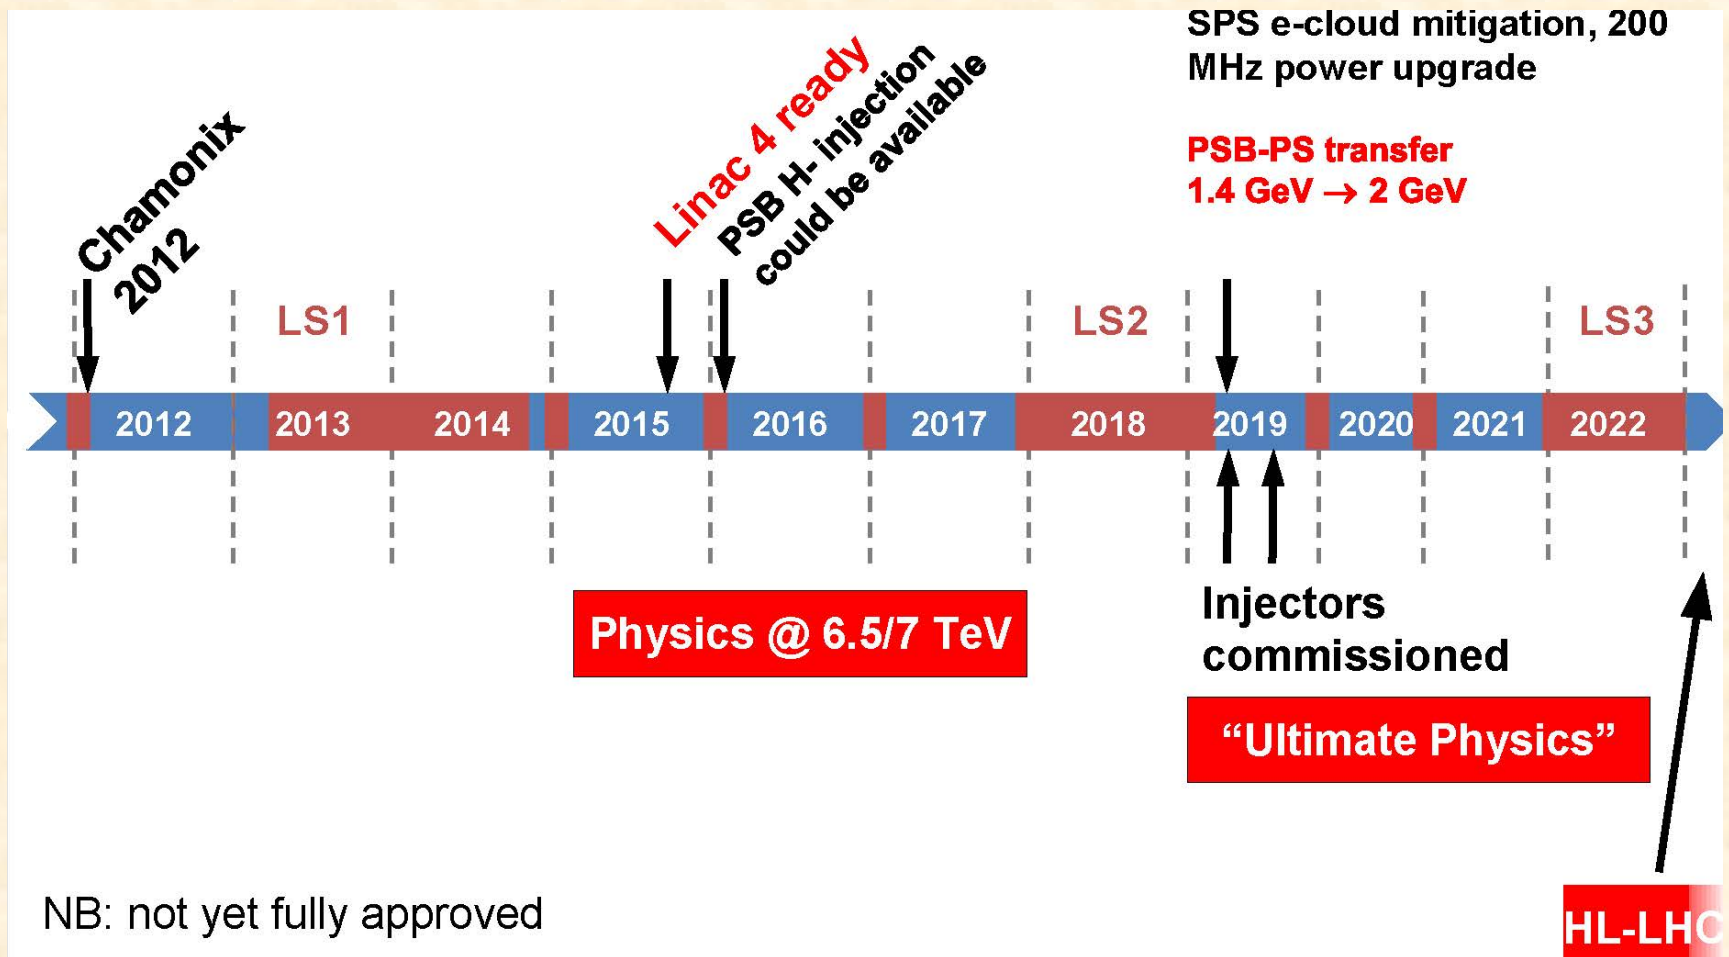 SPS e-cloud mitigation, 200
MHz power upgrade
PSB-PS transfer
1.4 GeV → 2 GeV
Chamonix
2012
Linac 4 ready
PSB H- injection
could be available
LS1
LS2
LS3
2012
2013
2014
2015
2016
2017
2018
2019
2020
2021
2022
Physics @ 6.5/7 TeV
Injectors
commissioned
“Ultimate Physics”
NB: not yet fully approved
HL-LHC